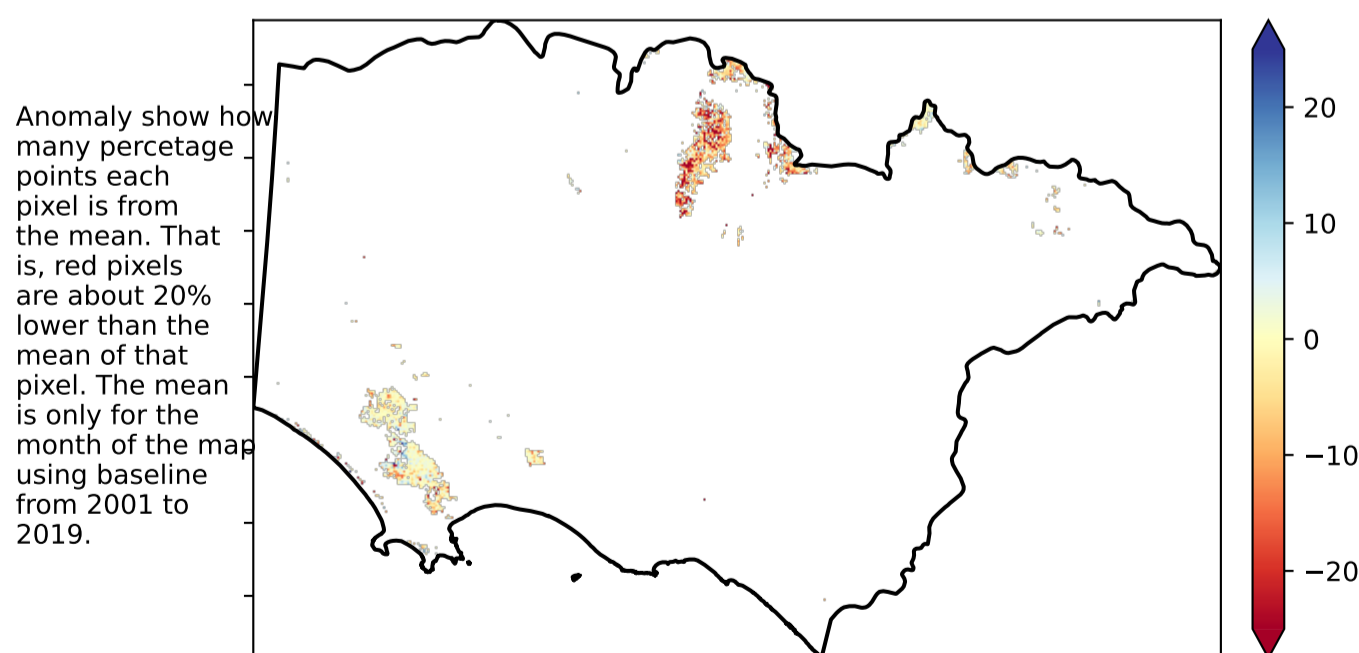 Anomaly show how
many percetage
points each
pixel is from
the mean. That
is, red pixels
are about 20%
lower than the
mean of that
pixel. The mean
is only for the
month of the map
using baseline
from 2001 to
2019.
20
10
0
−10
−20